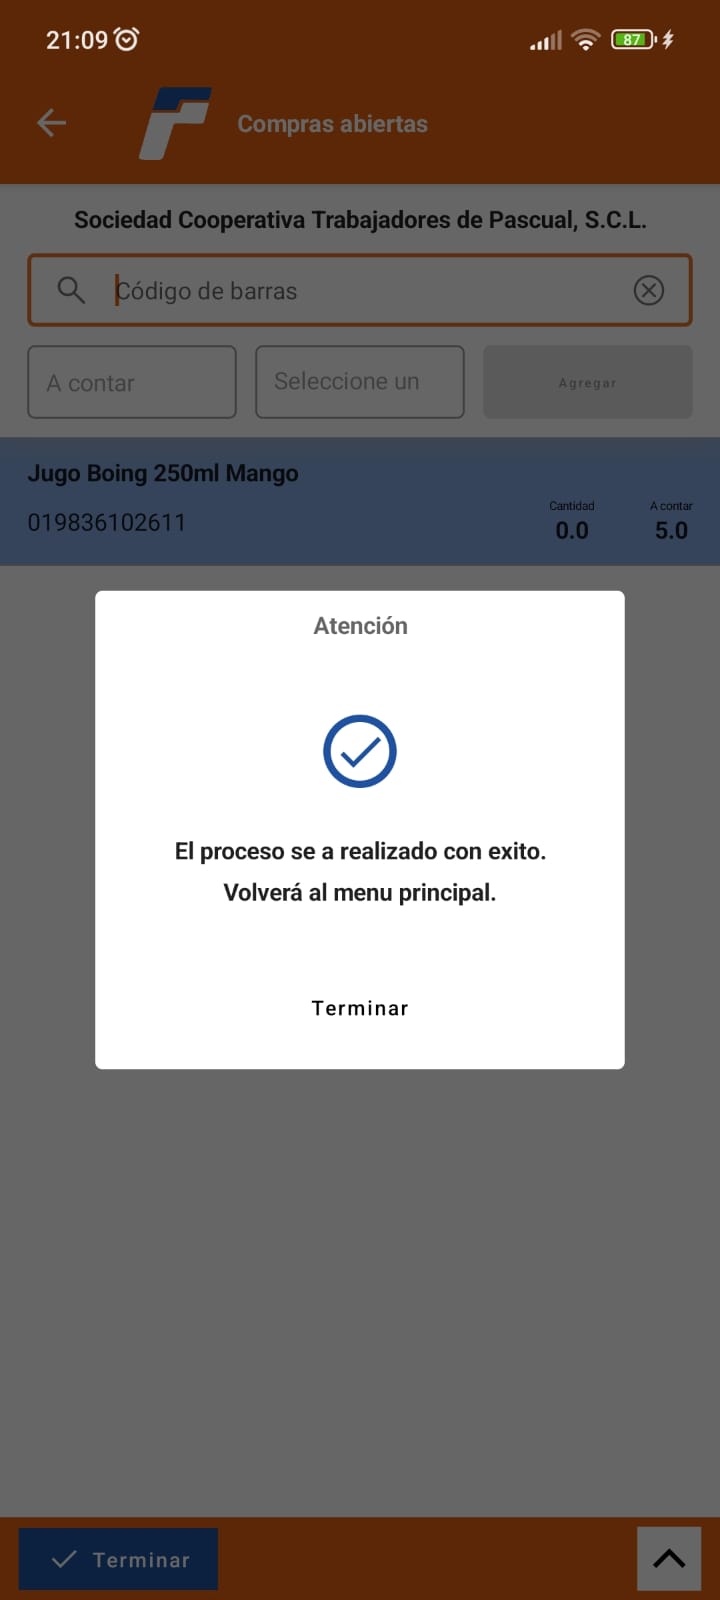 21:09
87
Compras abiertas
Sociedad Cooperativa Trabajadores de Pascual, S.C.L.
Código de barras
A contar
Seleccione un
Agregar
Jugo Boing 250ml Mango
019836102611
Cantidad
0.0
A contar
5.0
Atención
El proceso se a realizado con exito.
Volverá al menu principal.
Terminar
Terminar